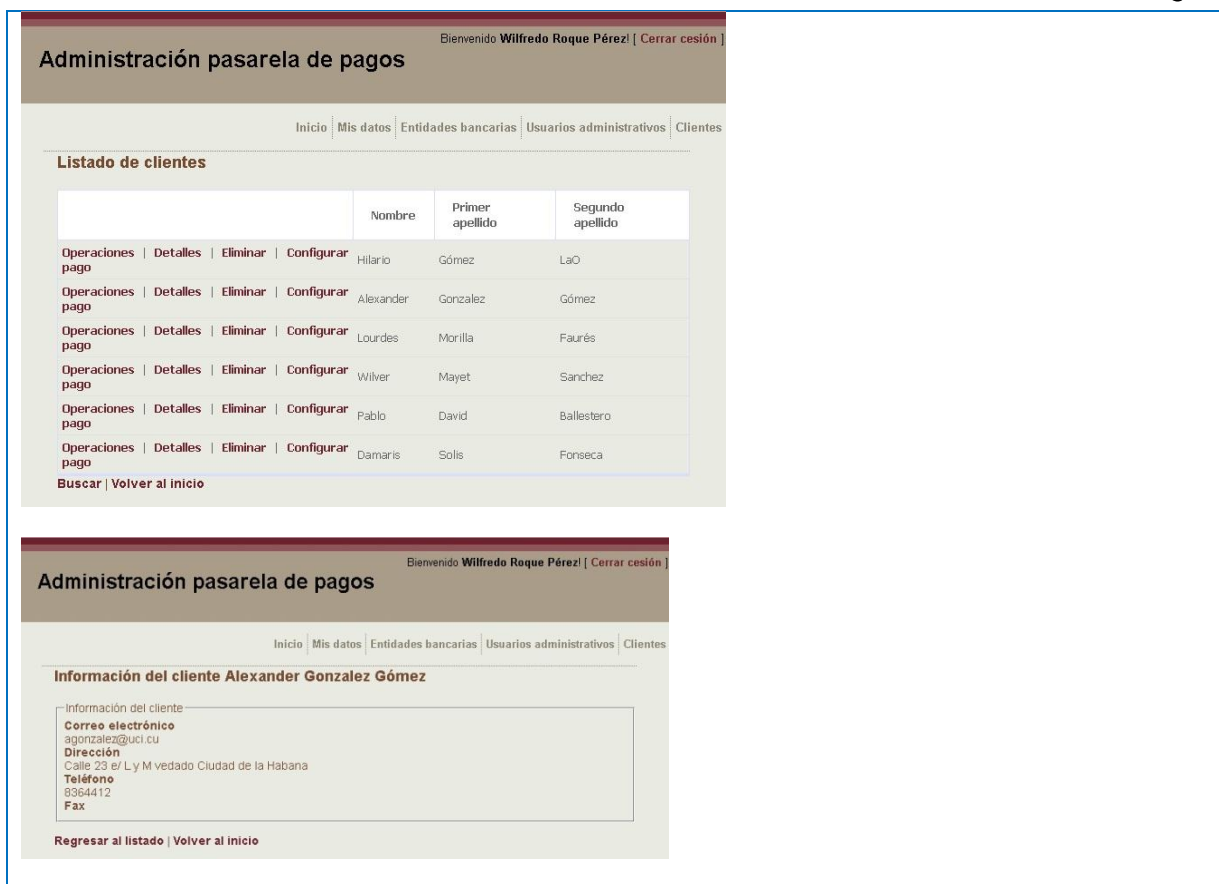 Bienvenido Wilfredo Roque Pérez! [ Cerrar cesión ]
Administración pasarela de pagos
Inicio Mis datos Entidades bancarias Usuarios administrativos Clientes
Listado de clientes
Nombre Primer apellido Segundo apellido
Operaciones | Detalles | Eliminar | Configurar pago Hilario Gómez LaO
Operaciones | Detalles | Eliminar | Configurar pago Alexander Gonzalez Gómez
Operaciones | Detalles | Eliminar | Configurar pago Lourdes Morilla Faurés
Operaciones | Detalles | Eliminar | Configurar pago Wilver Mayet Sanchez
Operaciones | Detalles | Eliminar | Configurar pago Pablo David Ballestero
Operaciones | Detalles | Eliminar | Configurar pago Damaris Solis Fonseca
Buscar | Volver al inicio
Bienvenido Wilfredo Roque Pérez! [ Cerrar cesión ]
Administración pasarela de pagos
Inicio Mis datos Entidades bancarias Usuarios administrativos Clientes
Información del cliente Alexander Gonzalez Gómez
Información del cliente
Correo electrónico
agonzalez@uci.cu
Dirección
Calle 23 e/ L y M vedado Ciudad de la Habana
Teléfono
8364412
Fax
Regresar al listado | Volver al inicio